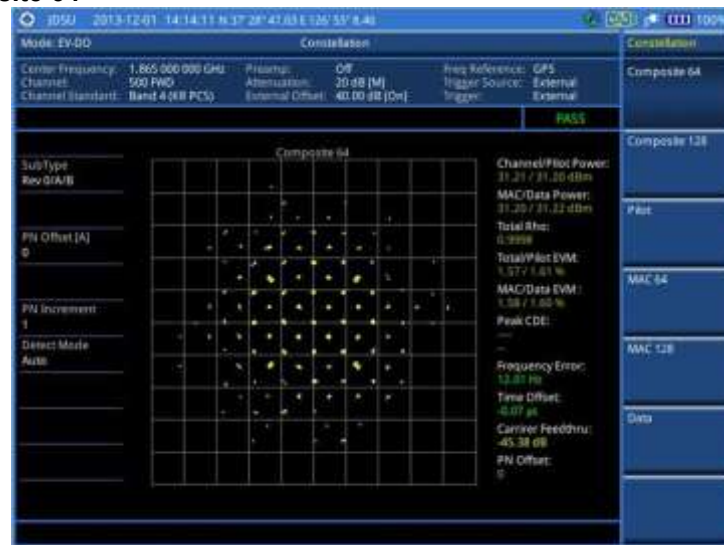 JDSU 2013-12-01 14:14:11 N 37° 28' 47.03 E 126° 55' 8.40 100%
Mode: EV-DO Constellation Constellation
Center Frequency: 1.865 000 000 GHz Preamp: Off Freq Reference: GPS
Channel: 500 FWD Attenuation: 20 dB [M] Trigger Source: External
Channel Standard: Band 4 (KR PCS) External Offset: 40.00 dB [On] Trigger: External
PASS
Composite 64
SubType
Rev 0/A/B
PN Offset [A]
0
PN Increment
1
Detect Mode
Auto
Channel/Pilot Power:
31.21 / 31.20 dBm
MAC/Data Power:
31.20 / 31.22 dBm
Total Rho:
0.9998
Total/Pilot EVM:
1.57 / 1.61 %
MAC/Data EVM :
1.58 / 1.60 %
Peak CDE:
---
--
Frequency Error:
12.01 Hz
Time Offset:
-0.07 µs
Carrirer Feedthru:
-45.38 dB
PN Offset:
0
Composite 64
Composite 128
Pilot
MAC 64
MAC 128
Data